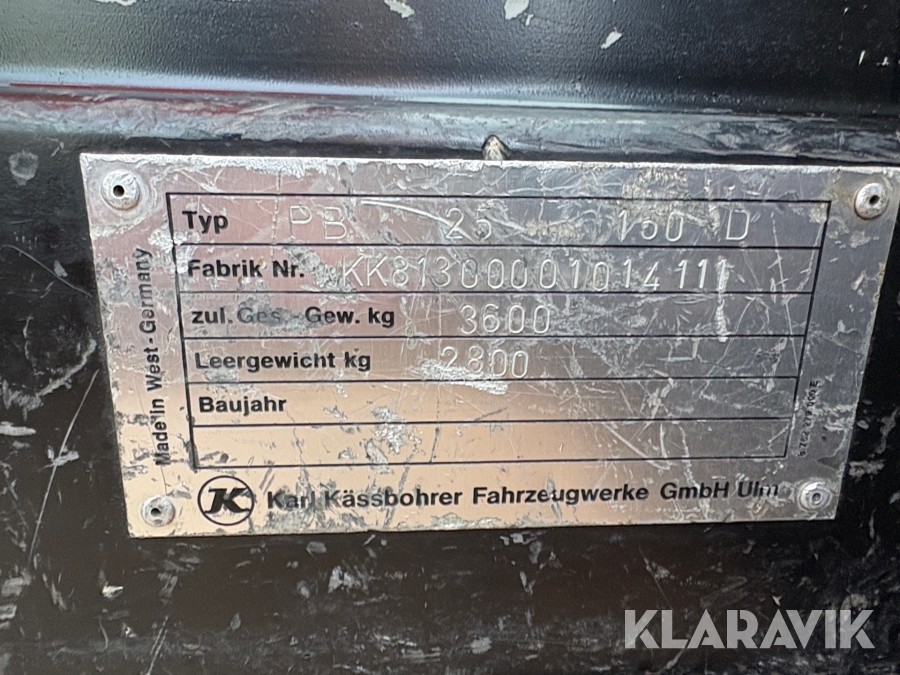 Typ PB 25 160 D
Fabrik Nr. KK81300001014111
zul. Ges.-Gew. kg 3600
Leergewicht kg 2800
Baujahr
Made in West-Germany
K Karl Kässbohrer Fahrzeugwerke GmbH Ulm
KLARAVIK